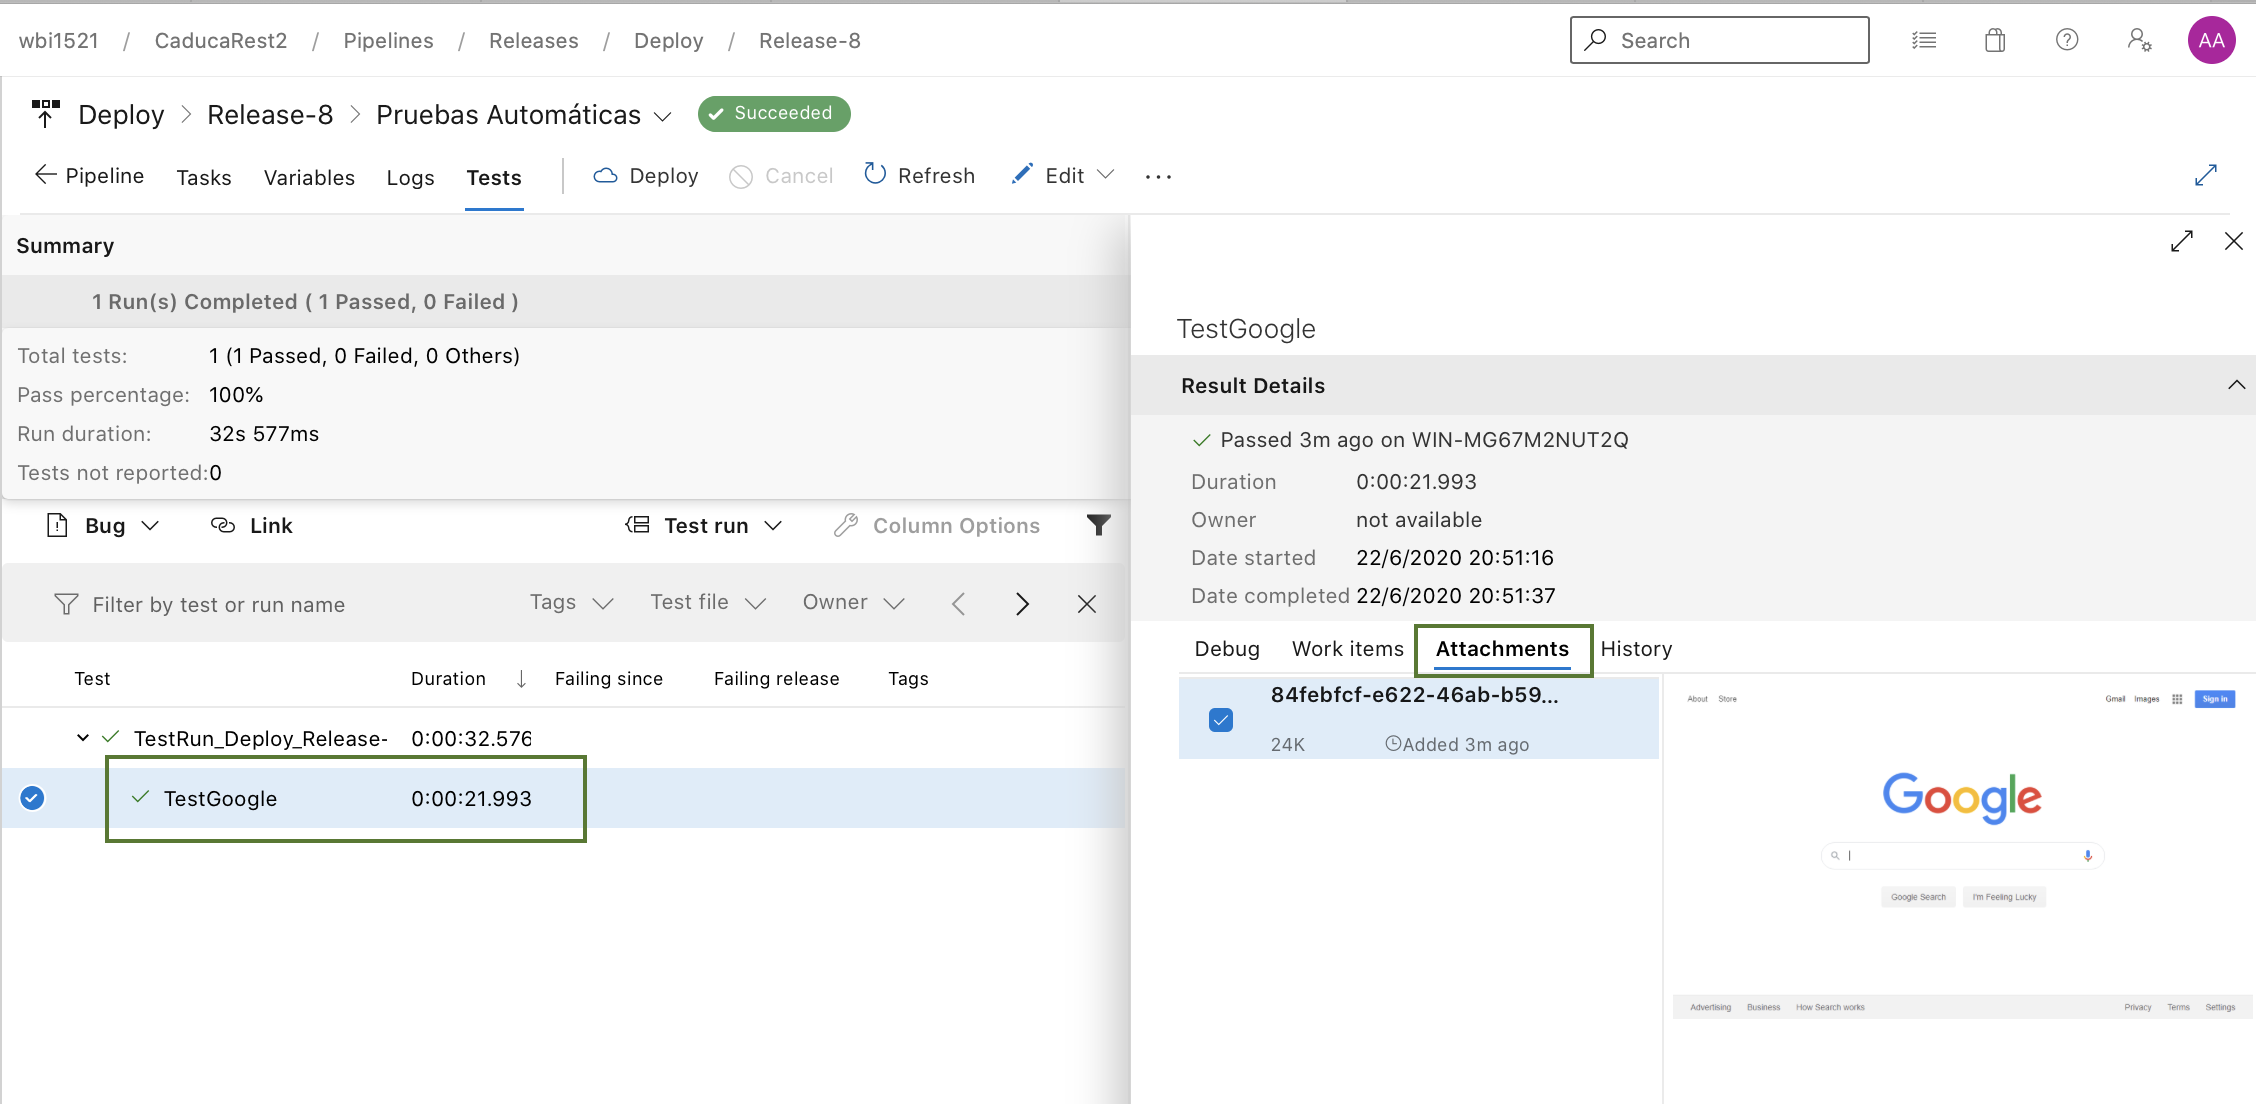 wbi1521 / CaducaRest2 / Pipelines / Releases / Deploy / Release-8
Search
AA
Deploy > Release-8 > Pruebas Automáticas
Succeeded
Pipeline Tasks Variables Logs Tests
Deploy Cancel Refresh Edit ...
Summary
1 Run(s) Completed ( 1 Passed, 0 Failed )
Total tests: 1 (1 Passed, 0 Failed, 0 Others)
Pass percentage: 100%
Run duration: 32s 577ms
Tests not reported: 0
Bug Link Test run Column Options
Filter by test or run name Tags Test file Owner
Test Duration Failing since Failing release Tags
TestRun_Deploy_Release- 0:00:32.576
TestGoogle 0:00:21.993
TestGoogle
Result Details
Passed 3m ago on WIN-MG67M2NUT2Q
Duration 0:00:21.993
Owner not available
Date started 22/6/2020 20:51:16
Date completed 22/6/2020 20:51:37
Debug Work items Attachments History
84febfcf-e622-46ab-b59...
24K Added 3m ago
About Store Gmail Images Sign in
Google
Google Search I'm Feeling Lucky
Advertising Business How Search works Privacy Terms Settings